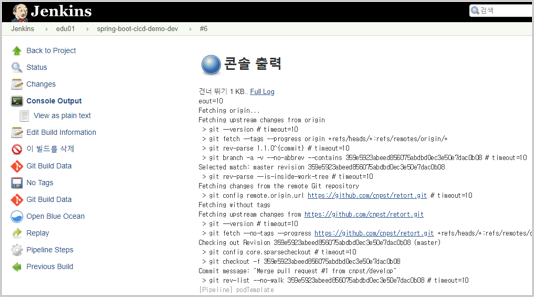 Jenkins
검색
Jenkins › edu01 › spring-boot-cicd-demo-dev › #6
Back to Project
Status
Changes
Console Output
View as plain text
Edit Build Information
이 빌드를 삭제
Git Build Data
No Tags
Git Build Data
Open Blue Ocean
Replay
Pipeline Steps
Previous Build
콘솔 출력
건너 뛰기 1 KB.. Full Log
eout=10
Fetching origin...
Fetching upstream changes from origin
> git --version # timeout=10
> git fetch --tags --progress origin +refs/heads/*:refs/remotes/origin/*
> git rev-parse 1.1.0^{commit} # timeout=10
> git branch -a -v --no-abbrev --contains 359e5923abeed856075abdbd0ec3e50e7dac0b08 # timeout=10
Selected match: master revision 359e5923abeed856075abdbd0ec3e50e7dac0b08
> git rev-parse --is-inside-work-tree # timeout=10
Fetching changes from the remote Git repository
> git config remote.origin.url https://github.com/cnpst/retort.git # timeout=10
Fetching without tags
Fetching upstream changes from https://github.com/cnpst/retort.git
> git --version # timeout=10
> git fetch --no-tags --progress https://github.com/cnpst/retort.git +refs/heads/*:refs/remotes/o
Checking out Revision 359e5923abeed856075abdbd0ec3e50e7dac0b08 (master)
> git config core.sparsecheckout # timeout=10
> git checkout -f 359e5923abeed856075abdbd0ec3e50e7dac0b08
Commit message: "Merge pull request #1 from cnpst/develop"
> git rev-list --no-walk 359e5923abeed856075abdbd0ec3e50e7dac0b08 # timeout=10
[Pipeline] podTemplate